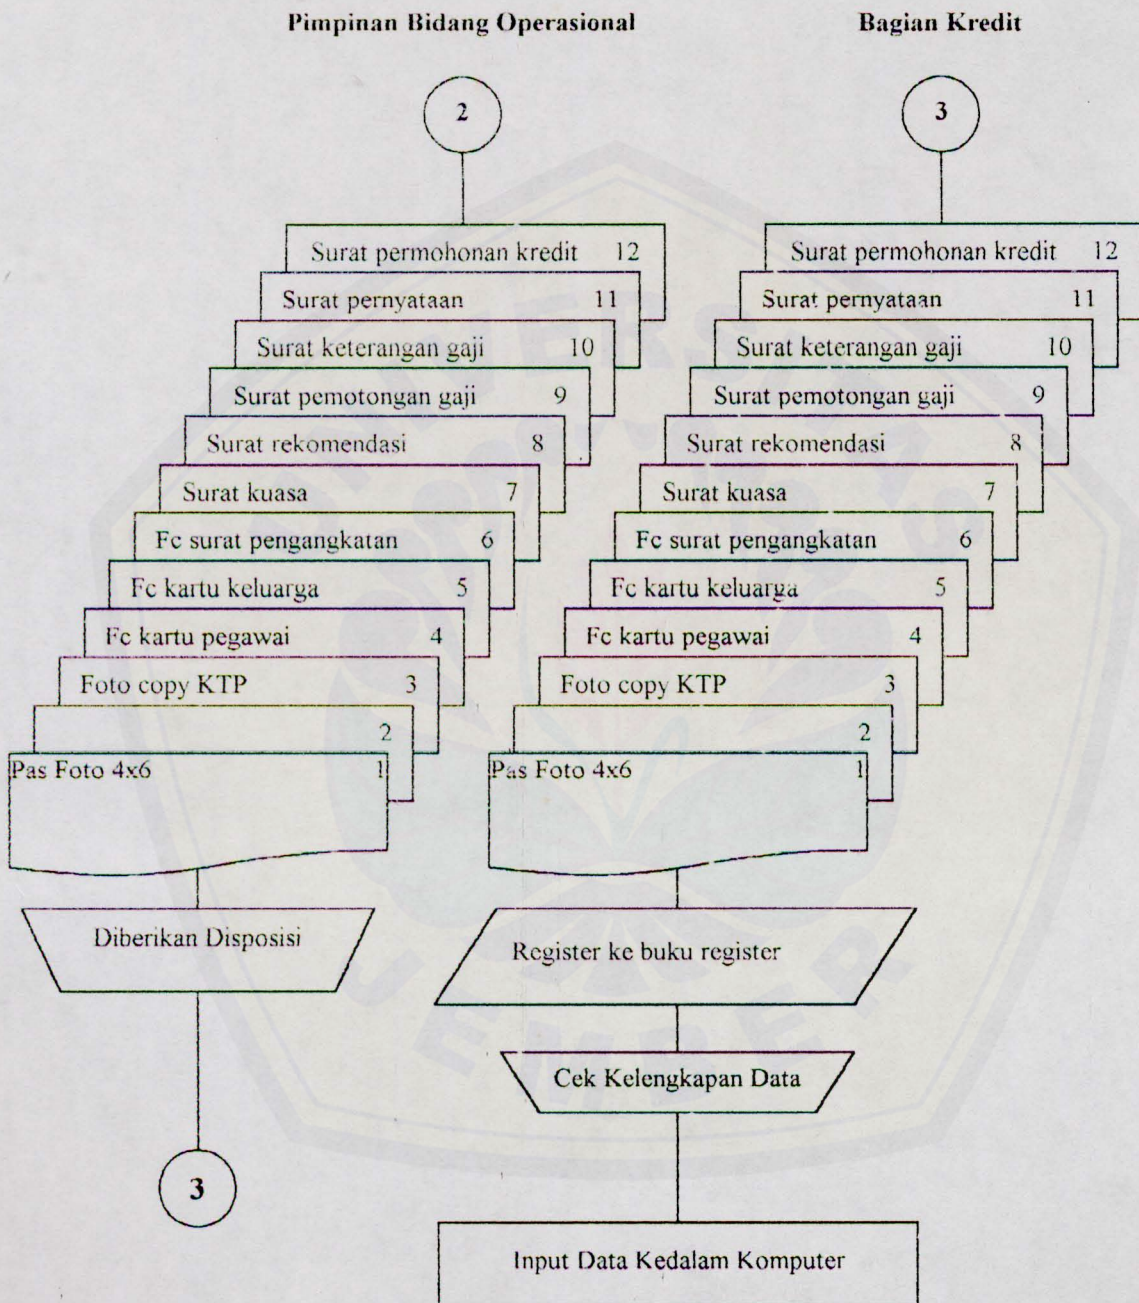 Pimpinan Bidang Operasional
2
Surat permohonan kredit 12
Surat pernyataan 11
Surat keterangan gaji 10
Surat pemotongan gaji 9
Surat rekomendasi 8
Surat kuasa 7
Fc surat pengangkatan 6
Fc kartu keluarga 5
Fc kartu pegawai 4
Foto copy KTP 3
2
Pas Foto 4x6 1
Diberikan Disposisi
3
Bagian Kredit
3
Surat permohonan kredit 12
Surat pernyataan 11
Surat keterangan gaji 10
Surat pemotongan gaji 9
Surat rekomendasi 8
Surat kuasa 7
Fc surat pengangkatan 6
Fc kartu keluarga 5
Fc kartu pegawai 4
Foto copy KTP 3
2
Pas Foto 4x6 1
Register ke buku register
Cek Kelengkapan Data
Input Data Kedalam Komputer
UNIVERSITAS
JEMBER